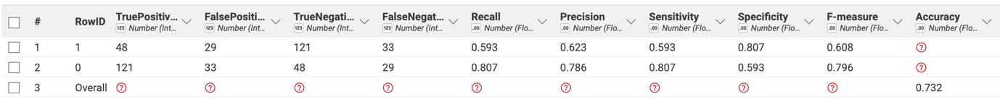 # RowID TruePositiv... FalsePositi... TrueNegati... FalseNegat... Recall Precision Sensitivity Specificity F-measure Accuracy
123 Number (Int... 123 Number (Int... 123 Number (Int... 123 Number (Int... .00 Number (Flo... .00 Number (Flo... .00 Number (Flo... .00 Number (Flo... .00 Number (Flo... .00 Number (Flo...
1 1 48 29 121 33 0.593 0.623 0.593 0.807 0.608 ?
2 0 121 33 48 29 0.807 0.786 0.807 0.593 0.796 ?
3 Overall ? ? ? ? ? ? ? ? ? 0.732